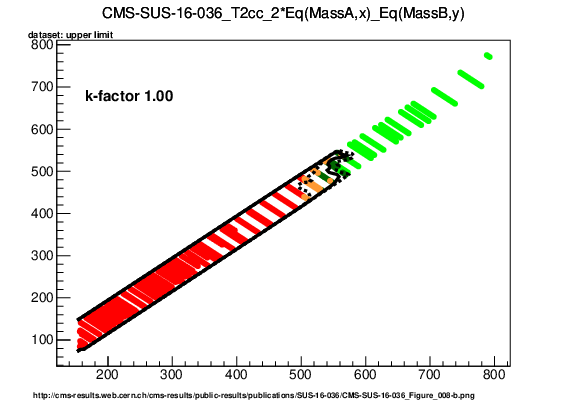 CMS-SUS-16-036_T2cc_2*Eq(MassA,x)_Eq(MassB,y)
dataset: upper limit
800
700
k-factor 1.00
600
500
400
300
200
100
200 300 400 500 600 700 800
http://cms-results.web.cern.ch/cms-results/public-results/publications/SUS-16-036/CMS-SUS-16-036_Figure_008-b.png